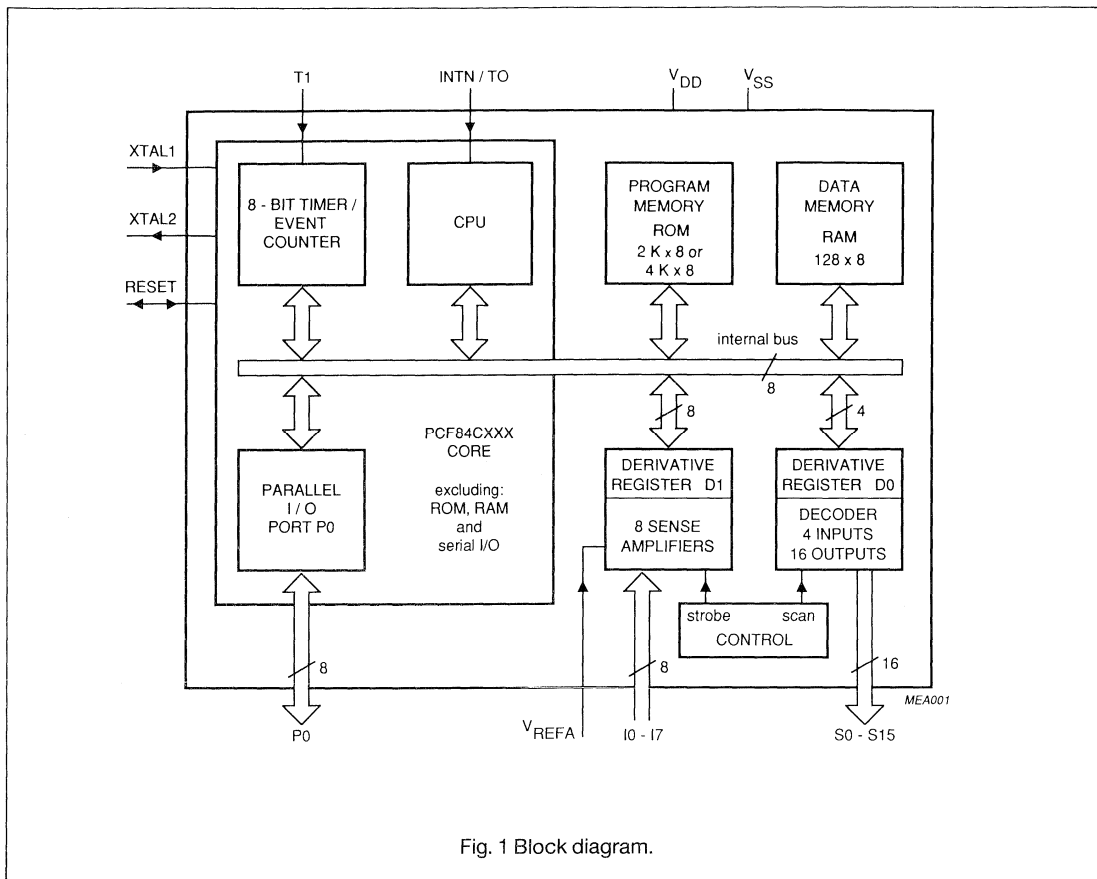 T1
INTN / TO
VDD
VSS
XTAL1
XTAL2
RESET
8 - BIT TIMER /
EVENT
COUNTER
CPU
PROGRAM
MEMORY
ROM
2 K x 8 or
4 K x 8
DATA
MEMORY
RAM
128 x 8
internal bus
8
8
4
PARALLEL
I / O
PORT P0
PCF84CXXX
CORE
excluding:
ROM, RAM
and
serial I/O
DERIVATIVE
REGISTER D1
8 SENSE
AMPLIFIERS
DERIVATIVE
REGISTER D0
DECODER
4 INPUTS
16 OUTPUTS
strobe
scan
CONTROL
8
8
16
MEA001
P0
VREFA
I0 - I7
S0 - S15
Fig. 1 Block diagram.